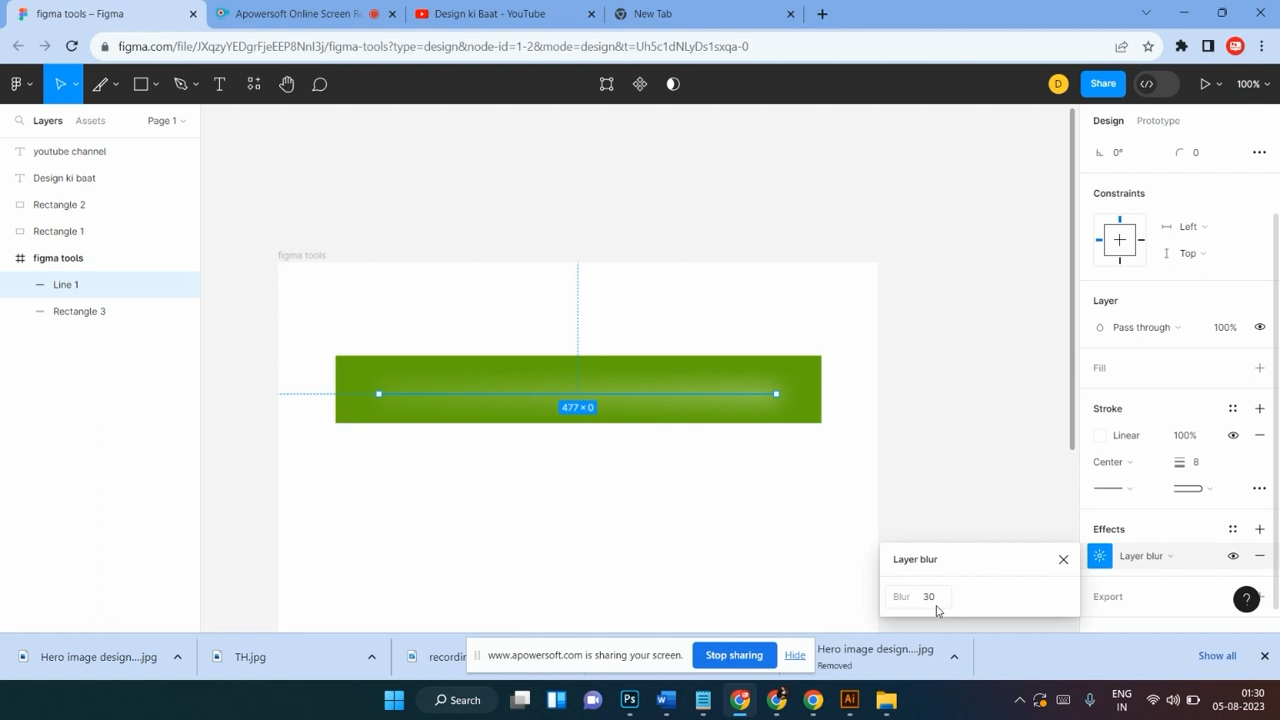 figma tools – Figma
Apowersoft Online Screen Re
Design ki Baat - YouTube
New Tab
figma.com/file/JXqzyYEDgrFjeEEP8NnI3j/figma-tools?type=design&node-id=1-2&mode=design&t=Uh5c1dNLyDs1sxqa-0
D
Share
100%
Layers
Assets
Page 1
Design
Prototype
youtube channel
Design ki baat
Rectangle 2
Rectangle 1
figma tools
Line 1
Rectangle 3
figma tools
477 × 0
0°
0
Constraints
Left
Top
Layer
Pass through
100%
Fill
Stroke
Linear
100%
Center
8
Effects
Layer blur
Export
Layer blur
Blur
30
?
Hero image design....jpg
TH.jpg
recordin
www.apowersoft.com is sharing your screen.
Stop sharing
Hide
Hero image design....jpg
Removed
Show all
Search
Ps
Ai
ENG
IN
01:30
05-08-2023